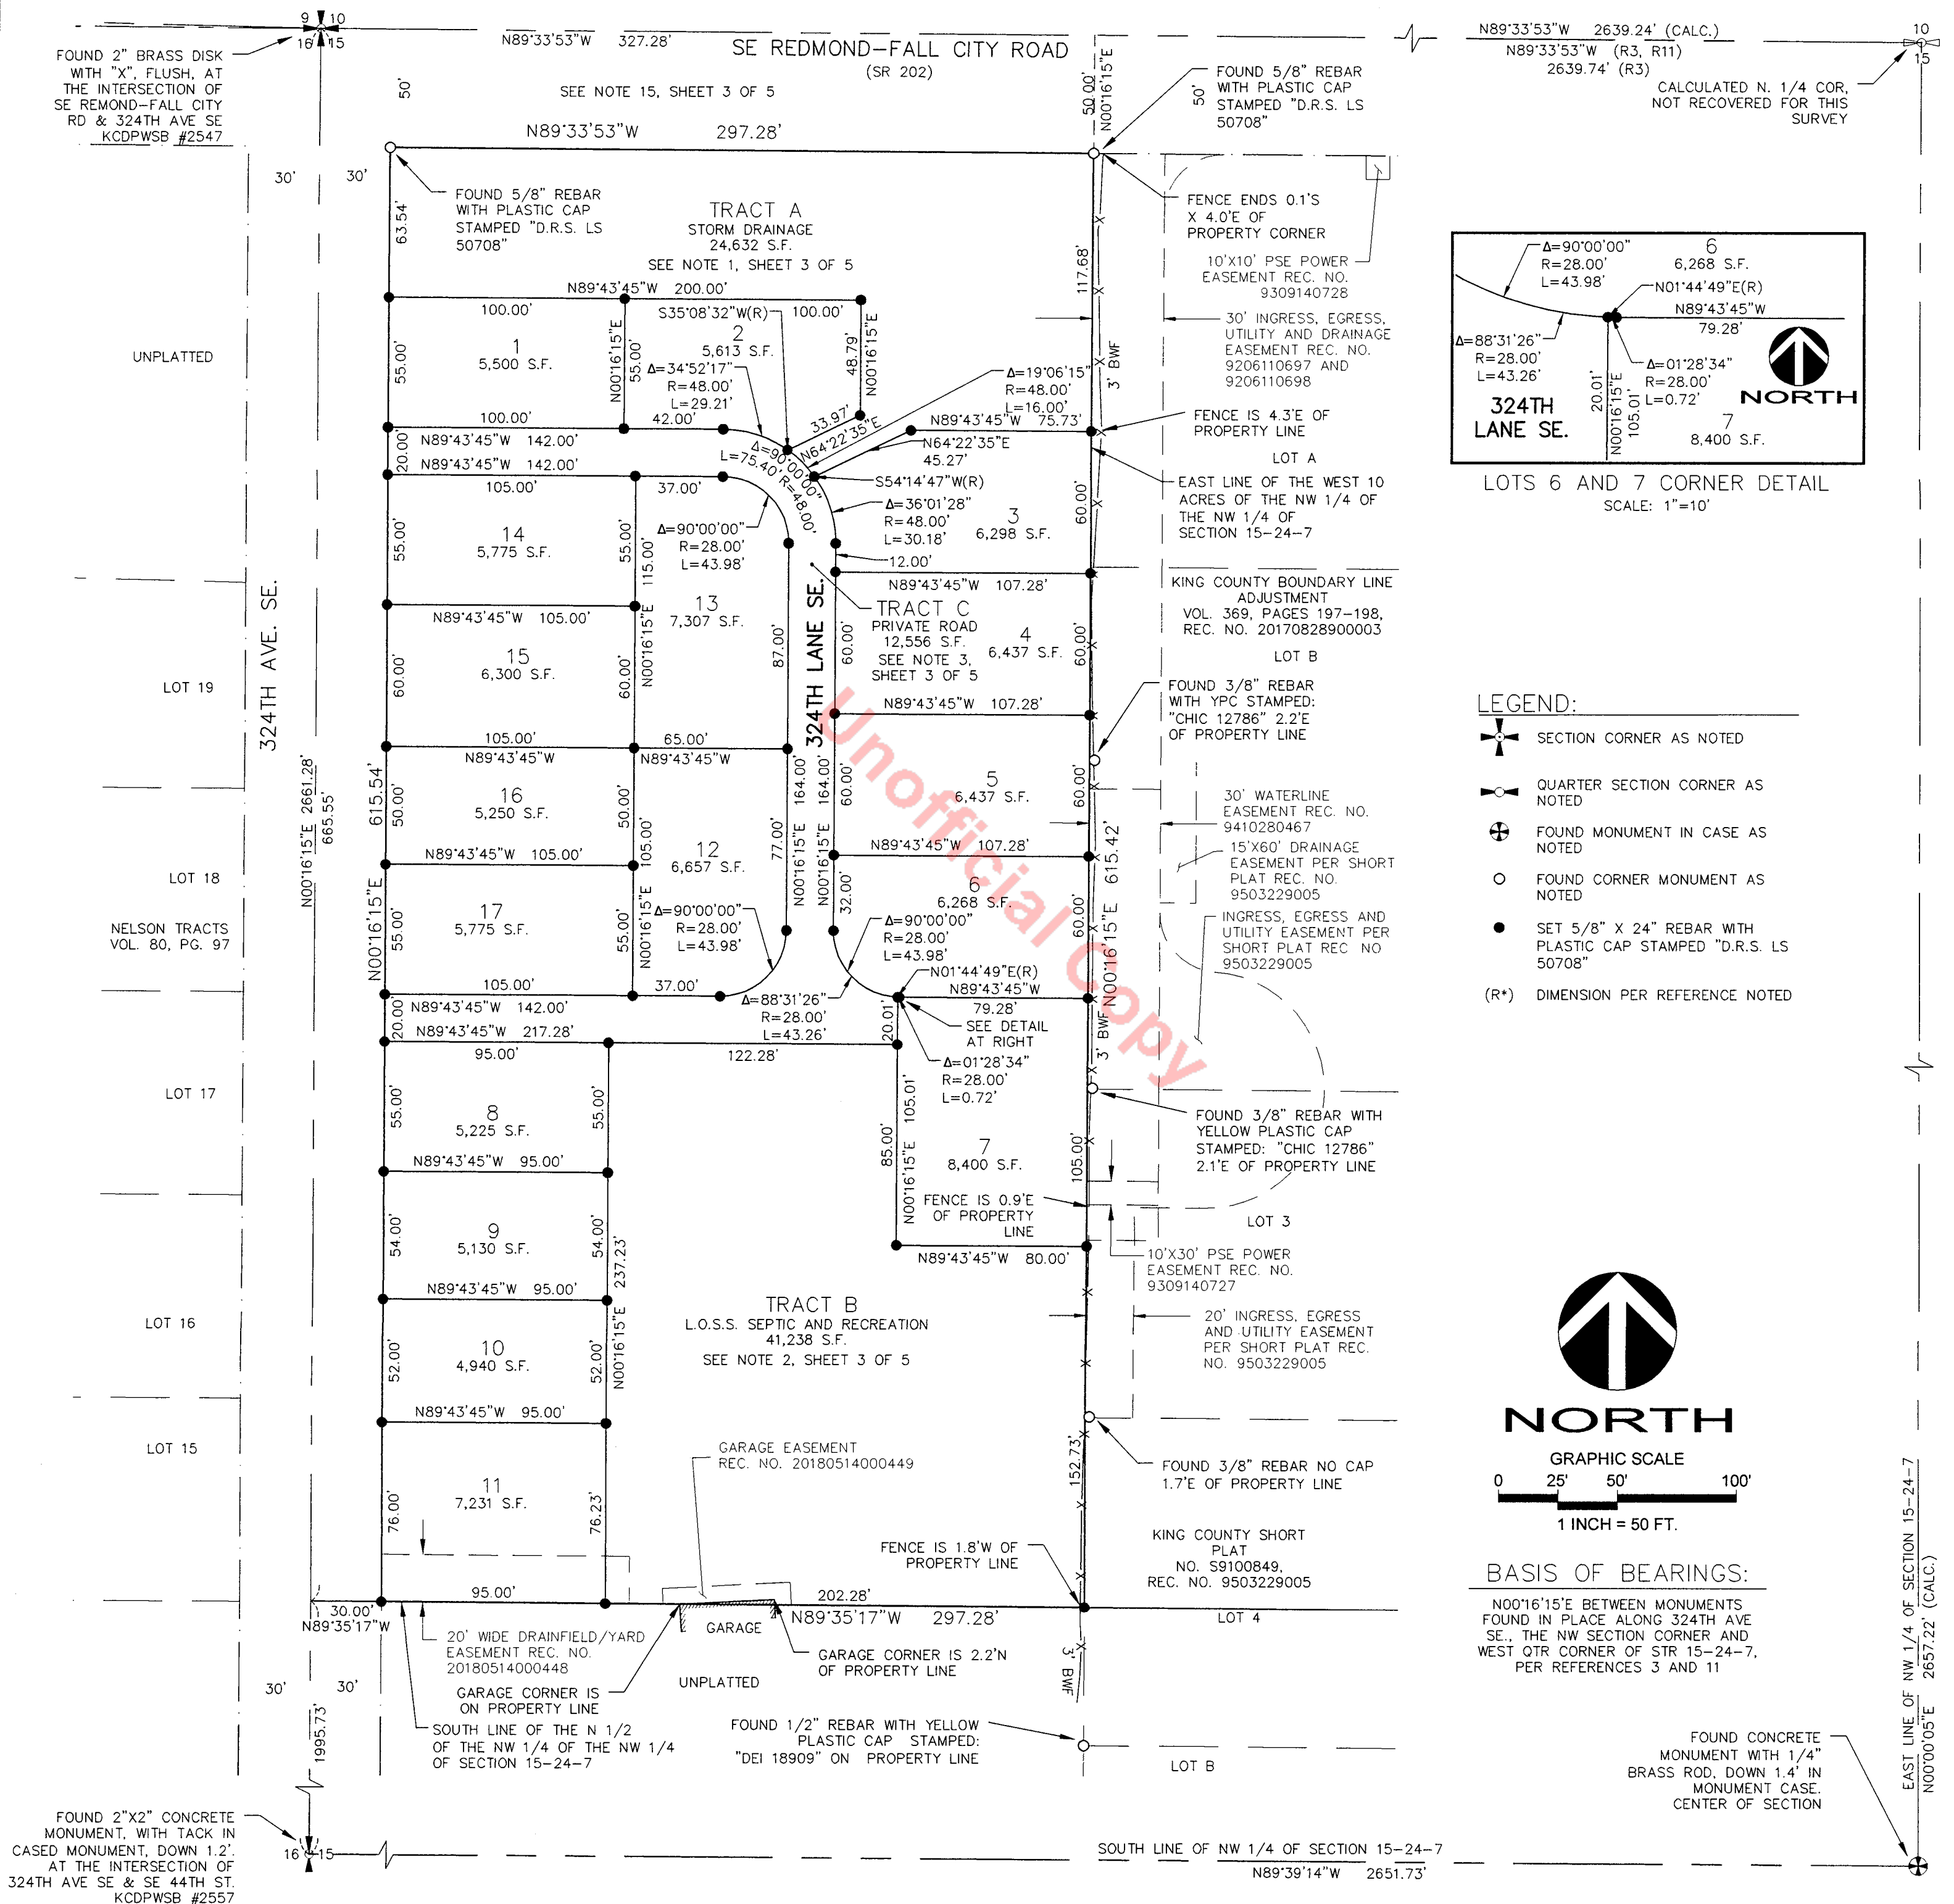 9 10
16 15
FOUND 2" BRASS DISK
WITH "X", FLUSH, AT
THE INTERSECTION OF
SE REMOND-FALL CITY
RD & 324TH AVE SE
KCDPWSB #2547
N89°33'53"W 327.28'
SE REDMOND-FALL CITY ROAD
(SR 202)
SEE NOTE 15, SHEET 3 OF 5
50'
N89°33'53"W 297.28'
50.00'
N00°16'15"E
50'
FOUND 5/8" REBAR
WITH PLASTIC CAP
STAMPED "D.R.S. LS
50708"
N89°33'53"W 2639.24' (CALC.)
N89°33'53"W (R3, R11)
2639.74' (R3)
10
15
CALCULATED N. 1/4 COR,
NOT RECOVERED FOR THIS
SURVEY
30'
30'
63.54'
FOUND 5/8" REBAR
WITH PLASTIC CAP
STAMPED "D.R.S. LS
50708"
TRACT A
STORM DRAINAGE
24,632 S.F.
SEE NOTE 1, SHEET 3 OF 5
117.68'
FENCE ENDS 0.1'S
X 4.0'E OF
PROPERTY CORNER
10'X10' PSE POWER
EASEMENT REC. NO.
9309140728
30' INGRESS, EGRESS,
UTILITY AND DRAINAGE
EASEMENT REC. NO.
9206110697 AND
9206110698
3' BWF
FENCE IS 4.3'E OF
PROPERTY LINE
LOT A
EAST LINE OF THE WEST 10
ACRES OF THE NW 1/4 OF
THE NW 1/4 OF
SECTION 15-24-7
KING COUNTY BOUNDARY LINE
ADJUSTMENT
VOL. 369, PAGES 197-198,
REC. NO. 20170828900003
LOT B
N89°43'45"W 200.00'
100.00'
S35°08'32"W(R)
100.00'
UNPLATTED
55.00'
1
5,500 S.F.
N00°16'15"E
55.00'
2
5,613 S.F.
Δ=34°52'17"
R=48.00'
L=29.21'
48.79'
N00°16'15"E
Δ=19°06'15"
R=48.00'
L=16.00'
100.00'
42.00'
33.97'
N64°22'35"E
N89°43'45"W 75.73'
N89°43'45"W 142.00'
20.00'
N89°43'45"W 142.00'
Δ=90°00'00"
L=75.40' R=48.00'
N64°22'35"E
45.27'
S54°14'47"W(R)
105.00'
37.00'
55.00'
14
5,775 S.F.
55.00'
115.00'
Δ=90°00'00"
R=28.00'
L=43.98'
Δ=36°01'28"
R=48.00'
L=30.18'
3
6,298 S.F.
60.00'
12.00'
N89°43'45"W 107.28'
N89°43'45"W 105.00'
13
7,307 S.F.
N00°16'15"E
87.00'
TRACT C
PRIVATE ROAD
12,556 S.F.
SEE NOTE 3,
SHEET 3 OF 5
324TH LANE SE.
60.00'
4
6,437 S.F.
60.00'
324TH AVE. SE.
LOT 19
60.00'
15
6,300 S.F.
60.00'
N89°43'45"W 107.28'
105.00'
65.00'
N89°43'45"W
N89°43'45"W
FOUND 3/8" REBAR
WITH YPC STAMPED:
"CHIC 12786" 2.2'E
OF PROPERTY LINE
N00°16'15"E 2661.28'
665.55'
615.54'
N00°16'15"E
50.00'
16
5,250 S.F.
50.00'
105.00'
N00°16'15"E
12
6,657 S.F.
77.00'
N00°16'15"E 164.00'
N00°16'15"E 164.00'
60.00'
5
6,437 S.F.
60.00'
N00°16'15"E 615.42'
30' WATERLINE
EASEMENT REC. NO.
9410280467
15'X60' DRAINAGE
EASEMENT PER SHORT
PLAT REC. NO.
9503229005
N89°43'45"W 105.00'
N89°43'45"W 107.28'
LOT 18
NELSON TRACTS
VOL. 80, PG. 97
55.00'
17
5,775 S.F.
55.00'
Δ=90°00'00"
R=28.00'
L=43.98'
32.00'
6
6,268 S.F.
Δ=90°00'00"
R=28.00'
L=43.98'
60.00'
INGRESS, EGRESS AND
UTILITY EASEMENT PER
SHORT PLAT REC NO
9503229005
105.00'
37.00'
N89°43'45"W 142.00'
20.00'
N89°43'45"W 217.28'
Δ=88°31'26"
R=28.00'
L=43.26'
N01°44'49"E(R)
N89°43'45"W
79.28'
20.01'
SEE DETAIL
AT RIGHT
3' BWF
95.00'
122.28'
Δ=01°28'34"
R=28.00'
L=0.72'
LOT 17
55.00'
8
5,225 S.F.
55.00'
N89°43'45"W 95.00'
85.00'
N00°16'15"E 105.01'
7
8,400 S.F.
105.00'
FOUND 3/8" REBAR WITH
YELLOW PLASTIC CAP
STAMPED: "CHIC 12786"
2.1'E OF PROPERTY LINE
FENCE IS 0.9'E
OF PROPERTY
LINE
LOT 3
N89°43'45"W 80.00'
10'X30' PSE POWER
EASEMENT REC. NO.
9309140727
54.00'
9
5,130 S.F.
54.00'
N00°16'15"E 237.23'
N89°43'45"W 95.00'
LOT 16
52.00'
10
4,940 S.F.
52.00'
TRACT B
L.O.S.S. SEPTIC AND RECREATION
41,238 S.F.
SEE NOTE 2, SHEET 3 OF 5
20' INGRESS, EGRESS
AND UTILITY EASEMENT
PER SHORT PLAT REC.
NO. 9503229005
N89°43'45"W 95.00'
LOT 15
76.00'
11
7,231 S.F.
76.23'
GARAGE EASEMENT
REC. NO. 20180514000449
152.73'
FOUND 3/8" REBAR NO CAP
1.7'E OF PROPERTY LINE
FENCE IS 1.8'W OF
PROPERTY LINE
KING COUNTY SHORT
PLAT
NO. S9100849,
REC. NO. 9503229005
LOT 4
30.00'
N89°35'17"W
95.00'
202.28'
N89°35'17"W 297.28'
GARAGE
20' WIDE DRAINFIELD/YARD
EASEMENT REC. NO.
20180514000448
GARAGE CORNER IS 2.2'N
OF PROPERTY LINE
30'
30'
GARAGE CORNER IS
ON PROPERTY LINE
UNPLATTED
3' BWF
1995.73'
SOUTH LINE OF THE N 1/2
OF THE NW 1/4 OF THE NW 1/4
OF SECTION 15-24-7
FOUND 1/2" REBAR WITH YELLOW
PLASTIC CAP STAMPED:
"DEI 18909" ON PROPERTY LINE
LOT B
FOUND 2"X2" CONCRETE
MONUMENT, WITH TACK IN
CASED MONUMENT, DOWN 1.2'.
AT THE INTERSECTION OF
324TH AVE SE & SE 44TH ST.
KCDPWSB #2557
16 15
SOUTH LINE OF NW 1/4 OF SECTION 15-24-7
N89°39'14"W 2651.73'
Δ=90°00'00"
R=28.00'
L=43.98'
6
6,268 S.F.
N01°44'49"E(R)
N89°43'45"W
79.28'
Δ=88°31'26"
R=28.00'
L=43.26'
20.01'
N00°16'15"E
105.01'
Δ=01°28'34"
R=28.00'
L=0.72'
NORTH
324TH
LANE SE.
7
8,400 S.F.
LOTS 6 AND 7 CORNER DETAIL
SCALE: 1"=10'
LEGEND:
SECTION CORNER AS NOTED
QUARTER SECTION CORNER AS
NOTED
FOUND MONUMENT IN CASE AS
NOTED
FOUND CORNER MONUMENT AS
NOTED
SET 5/8" X 24" REBAR WITH
PLASTIC CAP STAMPED "D.R.S. LS
50708"
(R*) DIMENSION PER REFERENCE NOTED
NORTH
GRAPHIC SCALE
0 25' 50' 100'
1 INCH = 50 FT.
BASIS OF BEARINGS:
N00°16'15'E BETWEEN MONUMENTS
FOUND IN PLACE ALONG 324TH AVE
SE., THE NW SECTION CORNER AND
WEST QTR CORNER OF STR 15-24-7,
PER REFERENCES 3 AND 11
EAST LINE OF NW 1/4 OF SECTION 15-24-7
N00°00'05"E 2657.22' (CALC.)
FOUND CONCRETE
MONUMENT WITH 1/4"
BRASS ROD, DOWN 1.4' IN
MONUMENT CASE.
CENTER OF SECTION
Unofficial Copy